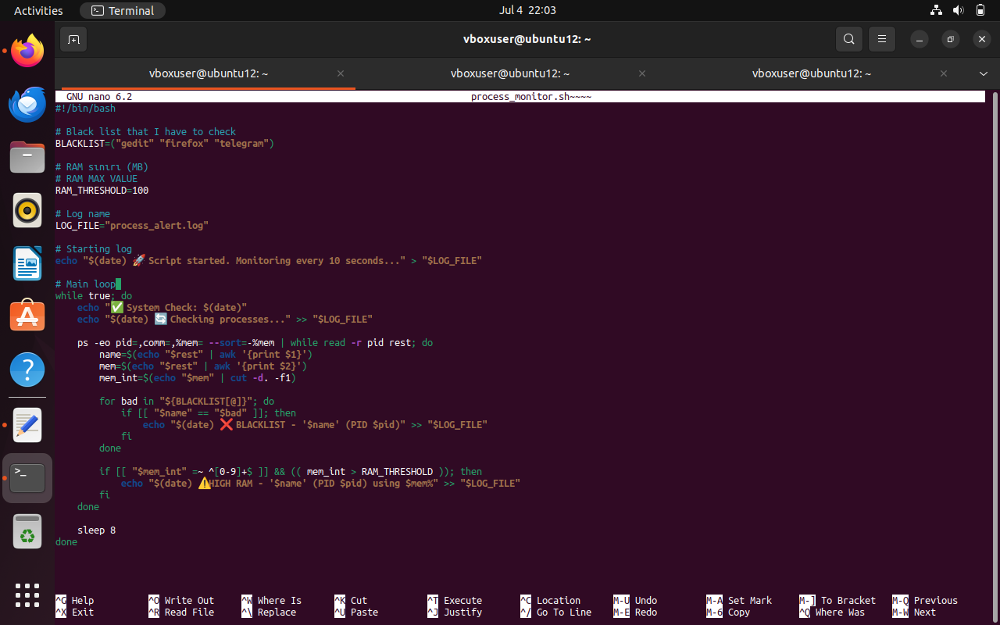 Activities Terminal Jul 4 22:03
vboxuser@ubuntu12: ~
vboxuser@ubuntu12: ~ × vboxuser@ubuntu12: ~ × vboxuser@ubuntu12: ~ ×
GNU nano 6.2 process_monitor.sh~~~~
#!/bin/bash
# Black list that I have to check
BLACKLIST=("gedit" "firefox" "telegram")
# RAM sınırı (MB)
# RAM MAX VALUE
RAM_THRESHOLD=100
# Log name
LOG_FILE="process_alert.log"
# Starting log
echo "$(date) 🚀 Script started. Monitoring every 10 seconds..." > "$LOG_FILE"
# Main loop
while true; do
    echo "✅ System Check: $(date)"
    echo "$(date) 🔄 Checking processes..." >> "$LOG_FILE"
    ps -eo pid=,comm=,%mem= --sort=-%mem | while read -r pid rest; do
        name=$(echo "$rest" | awk '{print $1}')
        mem=$(echo "$rest" | awk '{print $2}')
        mem_int=$(echo "$mem" | cut -d. -f1)
        for bad in "${BLACKLIST[@]}"; do
            if [[ "$name" == "$bad" ]]; then
                echo "$(date) ❌ BLACKLIST - '$name' (PID $pid)" >> "$LOG_FILE"
            fi
        done
        if [[ "$mem_int" =~ ^[0-9]+$ ]] && (( mem_int > RAM_THRESHOLD )); then
            echo "$(date) ⚠️HIGH RAM - '$name' (PID $pid) using $mem%" >> "$LOG_FILE"
        fi
    done
    sleep 8
done
^G Help ^O Write Out ^W Where Is ^K Cut ^T Execute ^C Location M-U Undo M-A Set Mark M-] To Bracket M-Q Previous
^X Exit ^R Read File ^\ Replace ^U Paste ^J Justify ^/ Go To Line M-E Redo M-6 Copy ^Q Where Was M-W Next